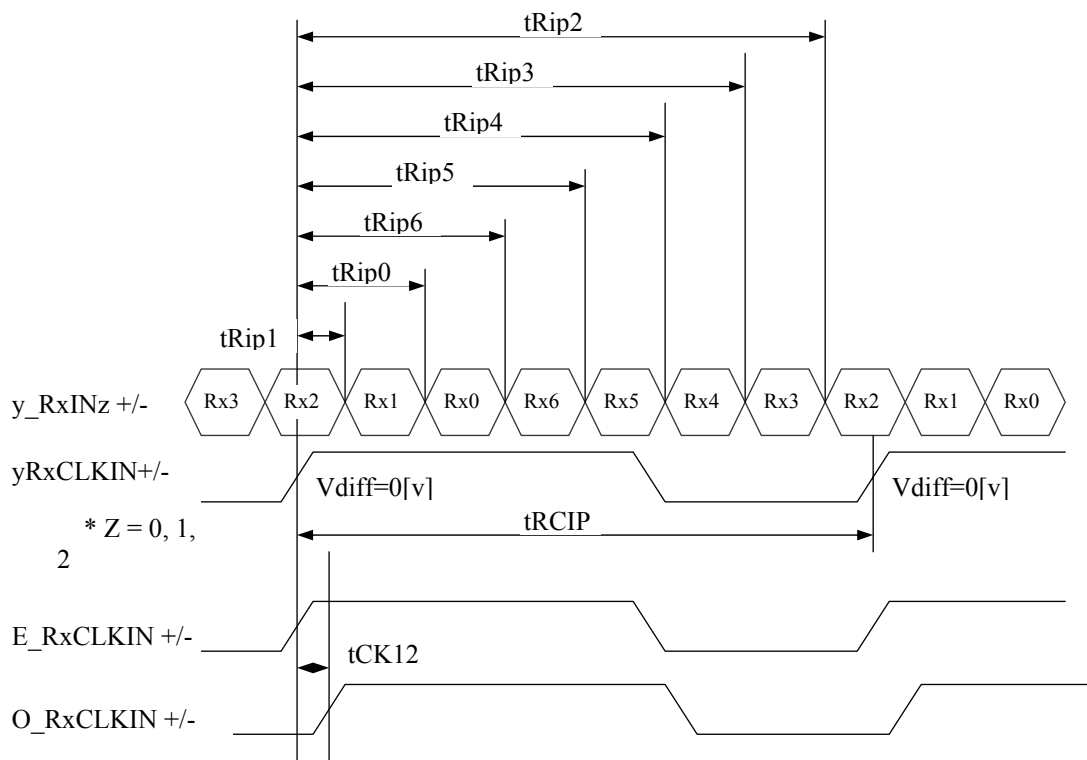 tRip2
tRip3
tRip4
tRip5
tRip6
tRip0
tRip1
y_RxINz +/-
Rx3 Rx2 Rx1 Rx0 Rx6 Rx5 Rx4 Rx3 Rx2 Rx1 Rx0
yRxCLKIN+/-
Vdiff=0[v] Vdiff=0[v]
* Z = 0, 1,
2
tRCIP
E_RxCLKIN +/-
tCK12
O_RxCLKIN +/-